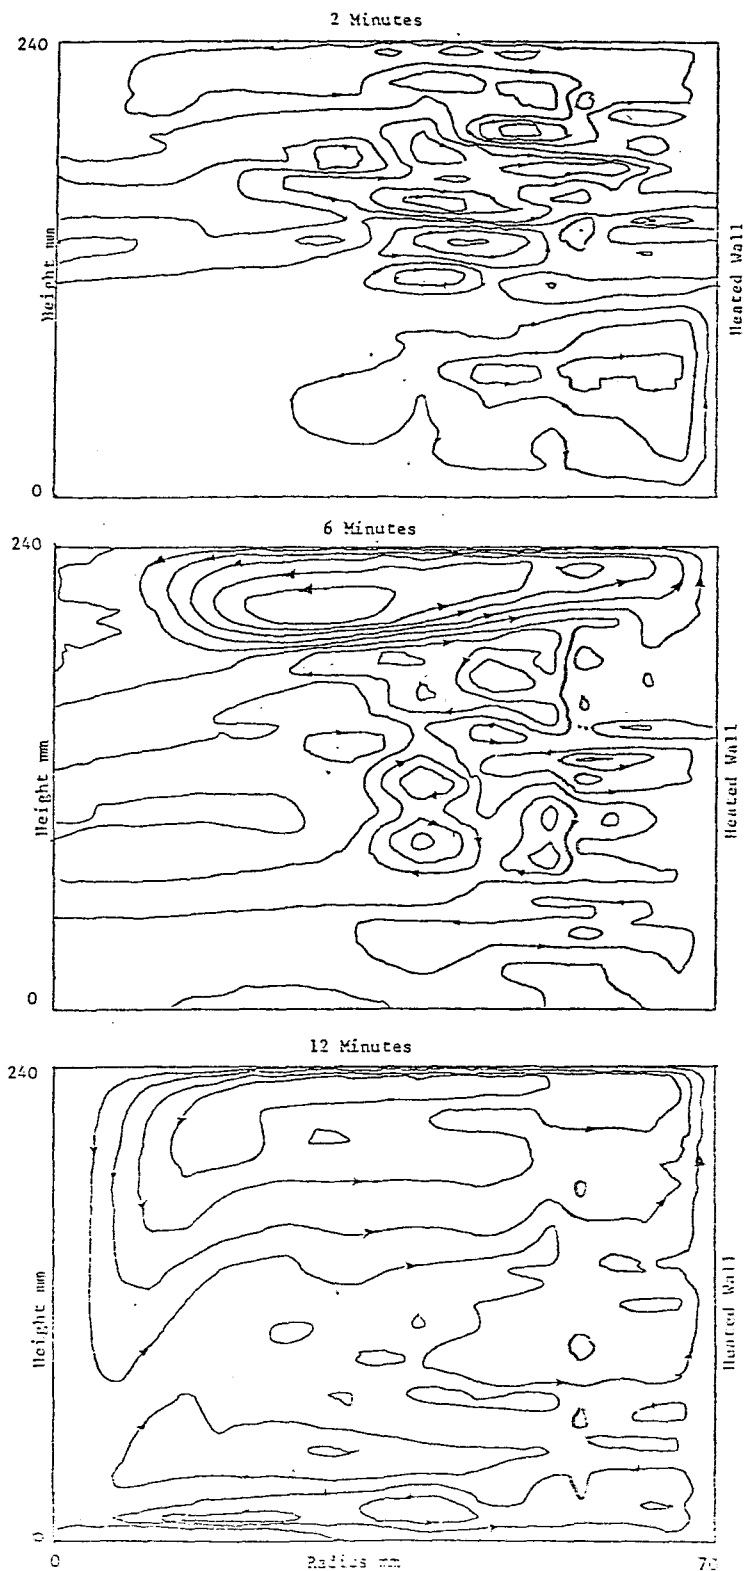 2 Minutes
240
Height mm
Heated Wall
0
6 Minutes
240
Height mm
Heated Wall
0
12 Minutes
240
Height mm
Heated Wall
0
0
Radius mm
70